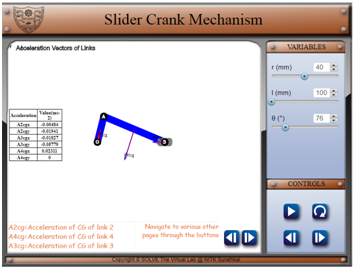 Slider Crank Mechanism
Acceleration Vectors of Links
VARIABLES
r (mm) 40
l (mm) 100
θ (°) 76
Acceleration Value(m/s-2)
A2cgx -0.00484
A2cgy -0.01941
A3cgx -0.01827
A3cgy -0.08779
A4cgx 0.02311
A4cgy 0
A
O
B
CONTROLS
A2cg=Acceleration of CG of link 2
A4cg=Acceleration of CG of link 4
A3cg=Acceleration of CG of link 3
Navigate to various other
pages through the buttons
Copyright © SOLVE The Virtual Lab @ NITK Surathkal